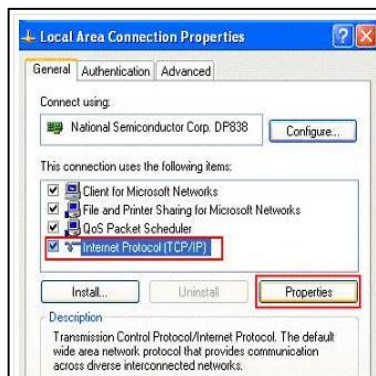 Local Area Connection Properties
General Authentication Advanced
Connect using:
National Semiconductor Corp. DP838 Configure...
This connection uses the following items:
Client for Microsoft Networks
File and Printer Sharing for Microsoft Networks
QoS Packet Scheduler
Internet Protocol (TCP/IP)
Install... Uninstall Properties
Description
Transmission Control Protocol/Internet Protocol. The default
wide area network protocol that provides communication
across diverse interconnected networks.